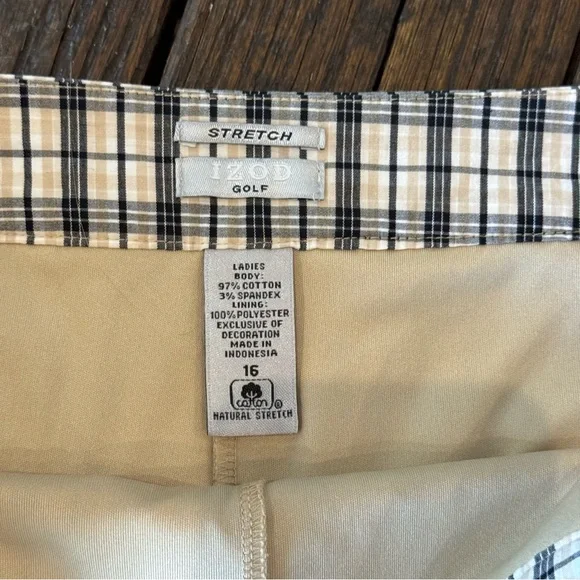 STRETCH
IZOD
GOLF
LADIES
BODY:
97% COTTON
3% SPANDEX
LINING:
100% POLYESTER
EXCLUSIVE OF
DECORATION
MADE IN
INDONESIA
16
cotton ®
NATURAL STRETCH